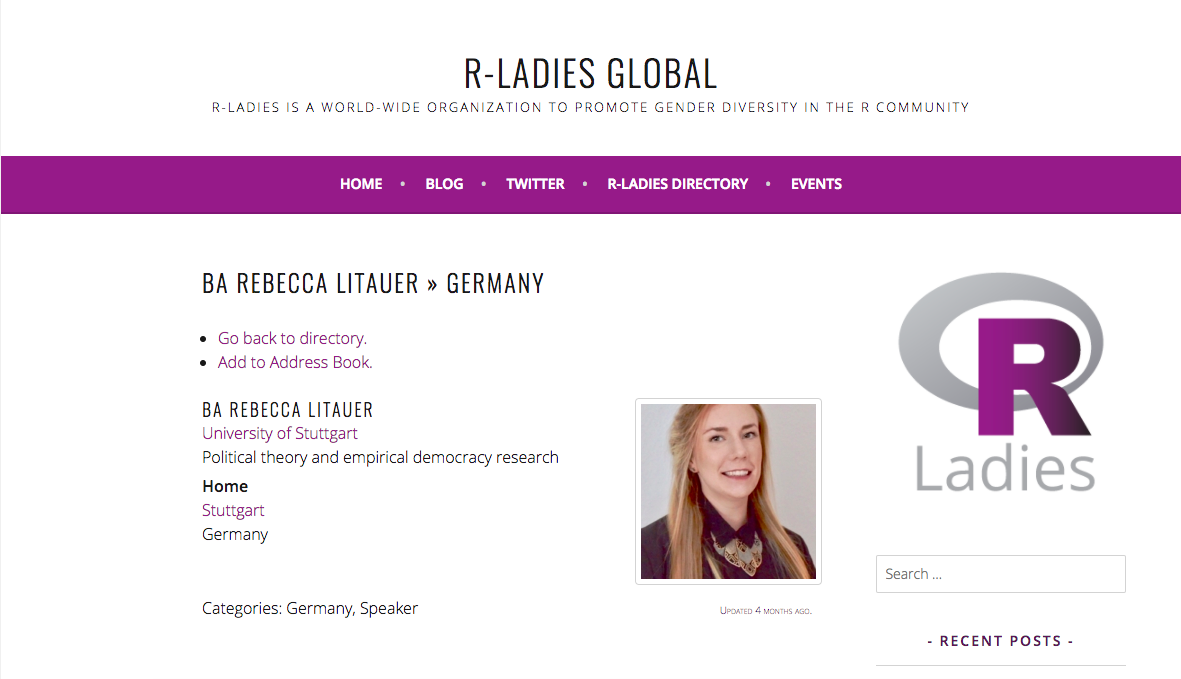 R-LADIES GLOBAL
R-LADIES IS A WORLD-WIDE ORGANIZATION TO PROMOTE GENDER DIVERSITY IN THE R COMMUNITY
HOME • BLOG • TWITTER • R-LADIES DIRECTORY • EVENTS
BA REBECCA LITAUER » GERMANY
• Go back to directory.
• Add to Address Book.
BA REBECCA LITAUER
University of Stuttgart
Political theory and empirical democracy research
Home
Stuttgart
Germany
Categories: Germany, Speaker
UPDATED 4 MONTHS AGO.
R
Ladies
Search ...
- RECENT POSTS -